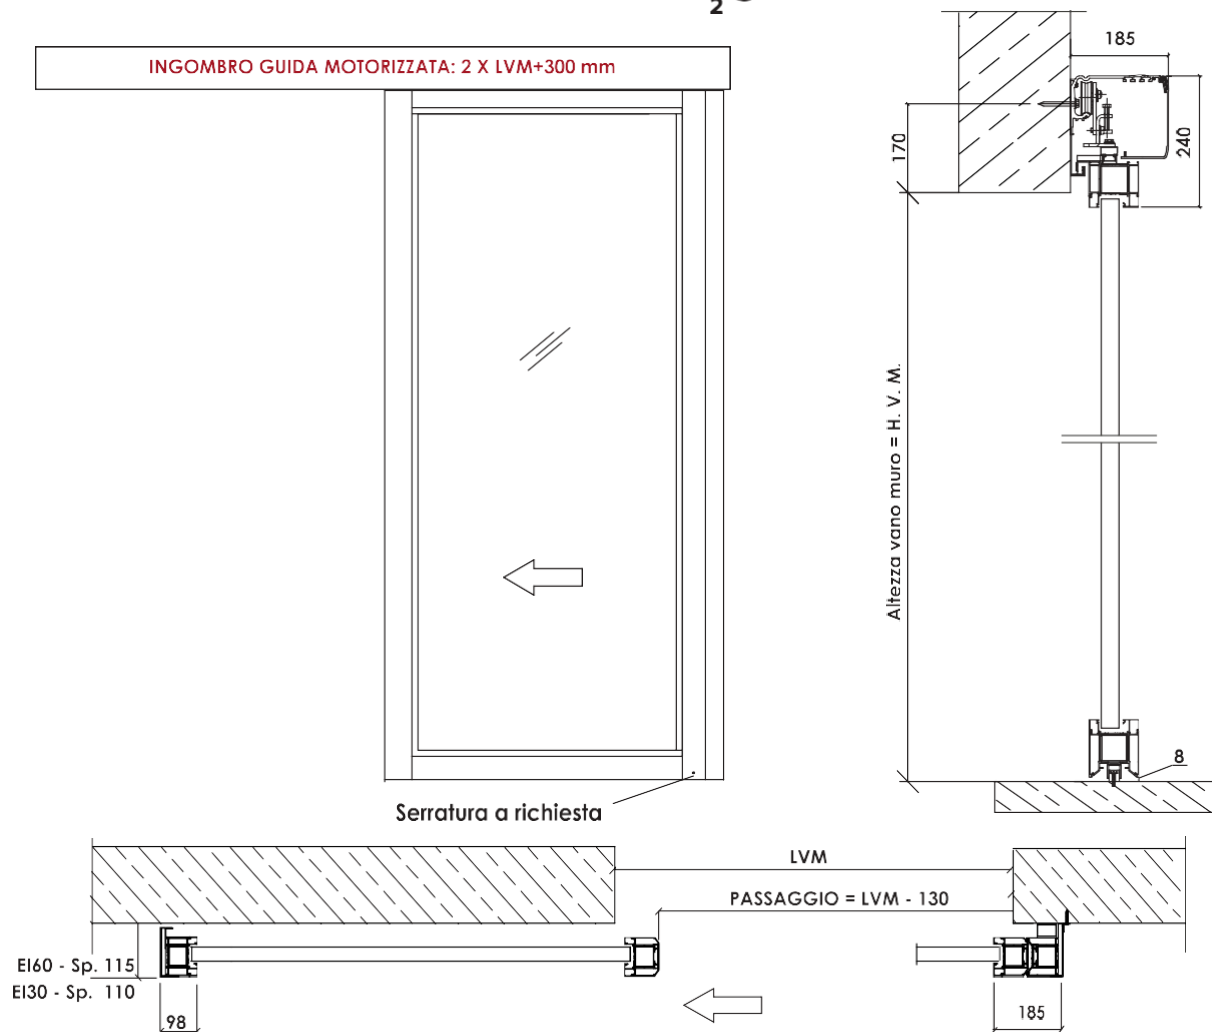 2
185
INGOMBRO GUIDA MOTORIZZATA: 2 X LVM+300 mm
170
240
Altezza vano muro = H. V. M.
8
Serratura a richiesta
LVM
PASSAGGIO = LVM - 130
EI60 - Sp. 115
EI30 - Sp. 110
98
185